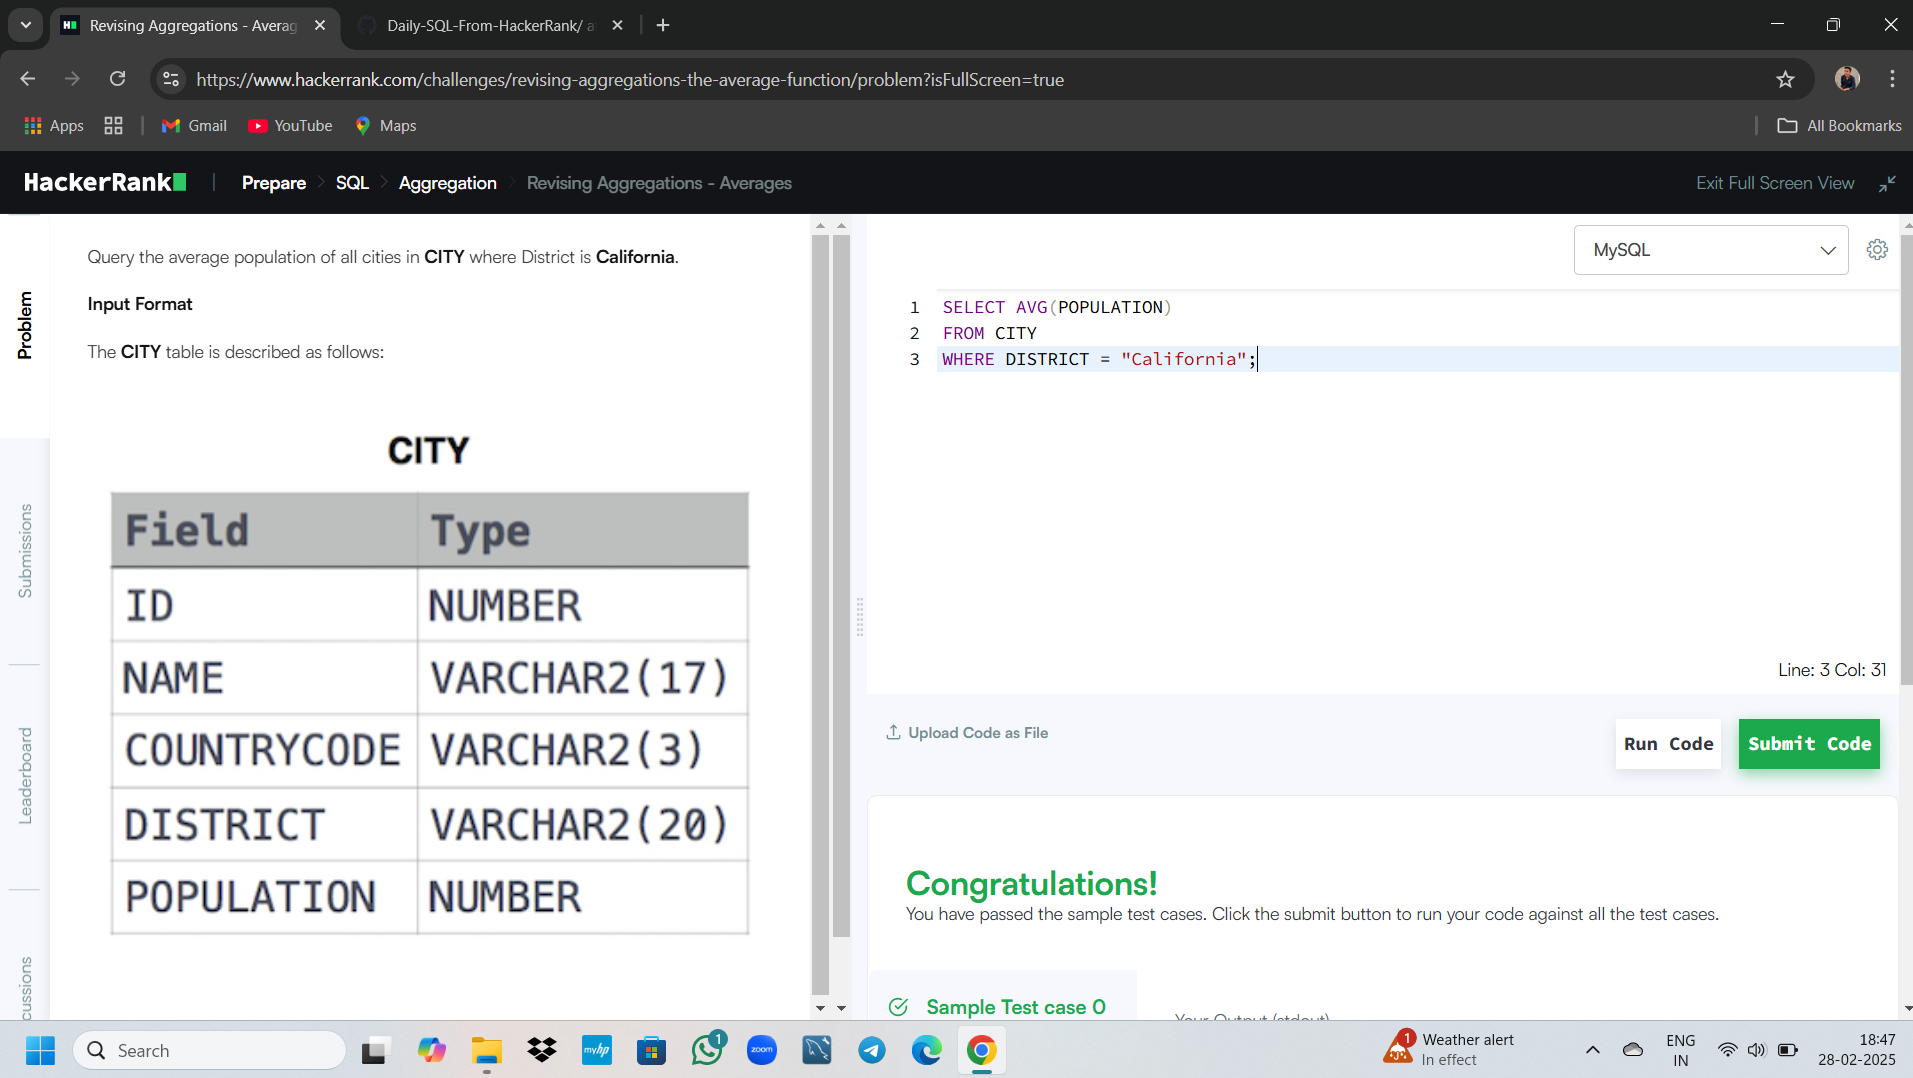 Revising Aggregations - Averag
Daily-SQL-From-HackerRank/ a
https://www.hackerrank.com/challenges/revising-aggregations-the-average-function/problem?isFullScreen=true
Apps
Gmail
YouTube
Maps
All Bookmarks
HackerRank
Prepare
SQL
Aggregation
Revising Aggregations - Averages
Exit Full Screen View
Problem
Submissions
Leaderboard
cussions
Query the average population of all cities in CITY where District is California.
Input Format
The CITY table is described as follows:
CITY
Field Type
ID NUMBER
NAME VARCHAR2(17)
COUNTRYCODE VARCHAR2(3)
DISTRICT VARCHAR2(20)
POPULATION NUMBER
MySQL
1 SELECT AVG(POPULATION)
2 FROM CITY
3 WHERE DISTRICT = "California";
Line: 3 Col: 31
Upload Code as File
Run Code
Submit Code
Congratulations!
You have passed the sample test cases. Click the submit button to run your code against all the test cases.
Sample Test case 0
Your Output (stdout)
Search
myhp
1
zoom
1
Weather alert
In effect
ENG
IN
18:47
28-02-2025